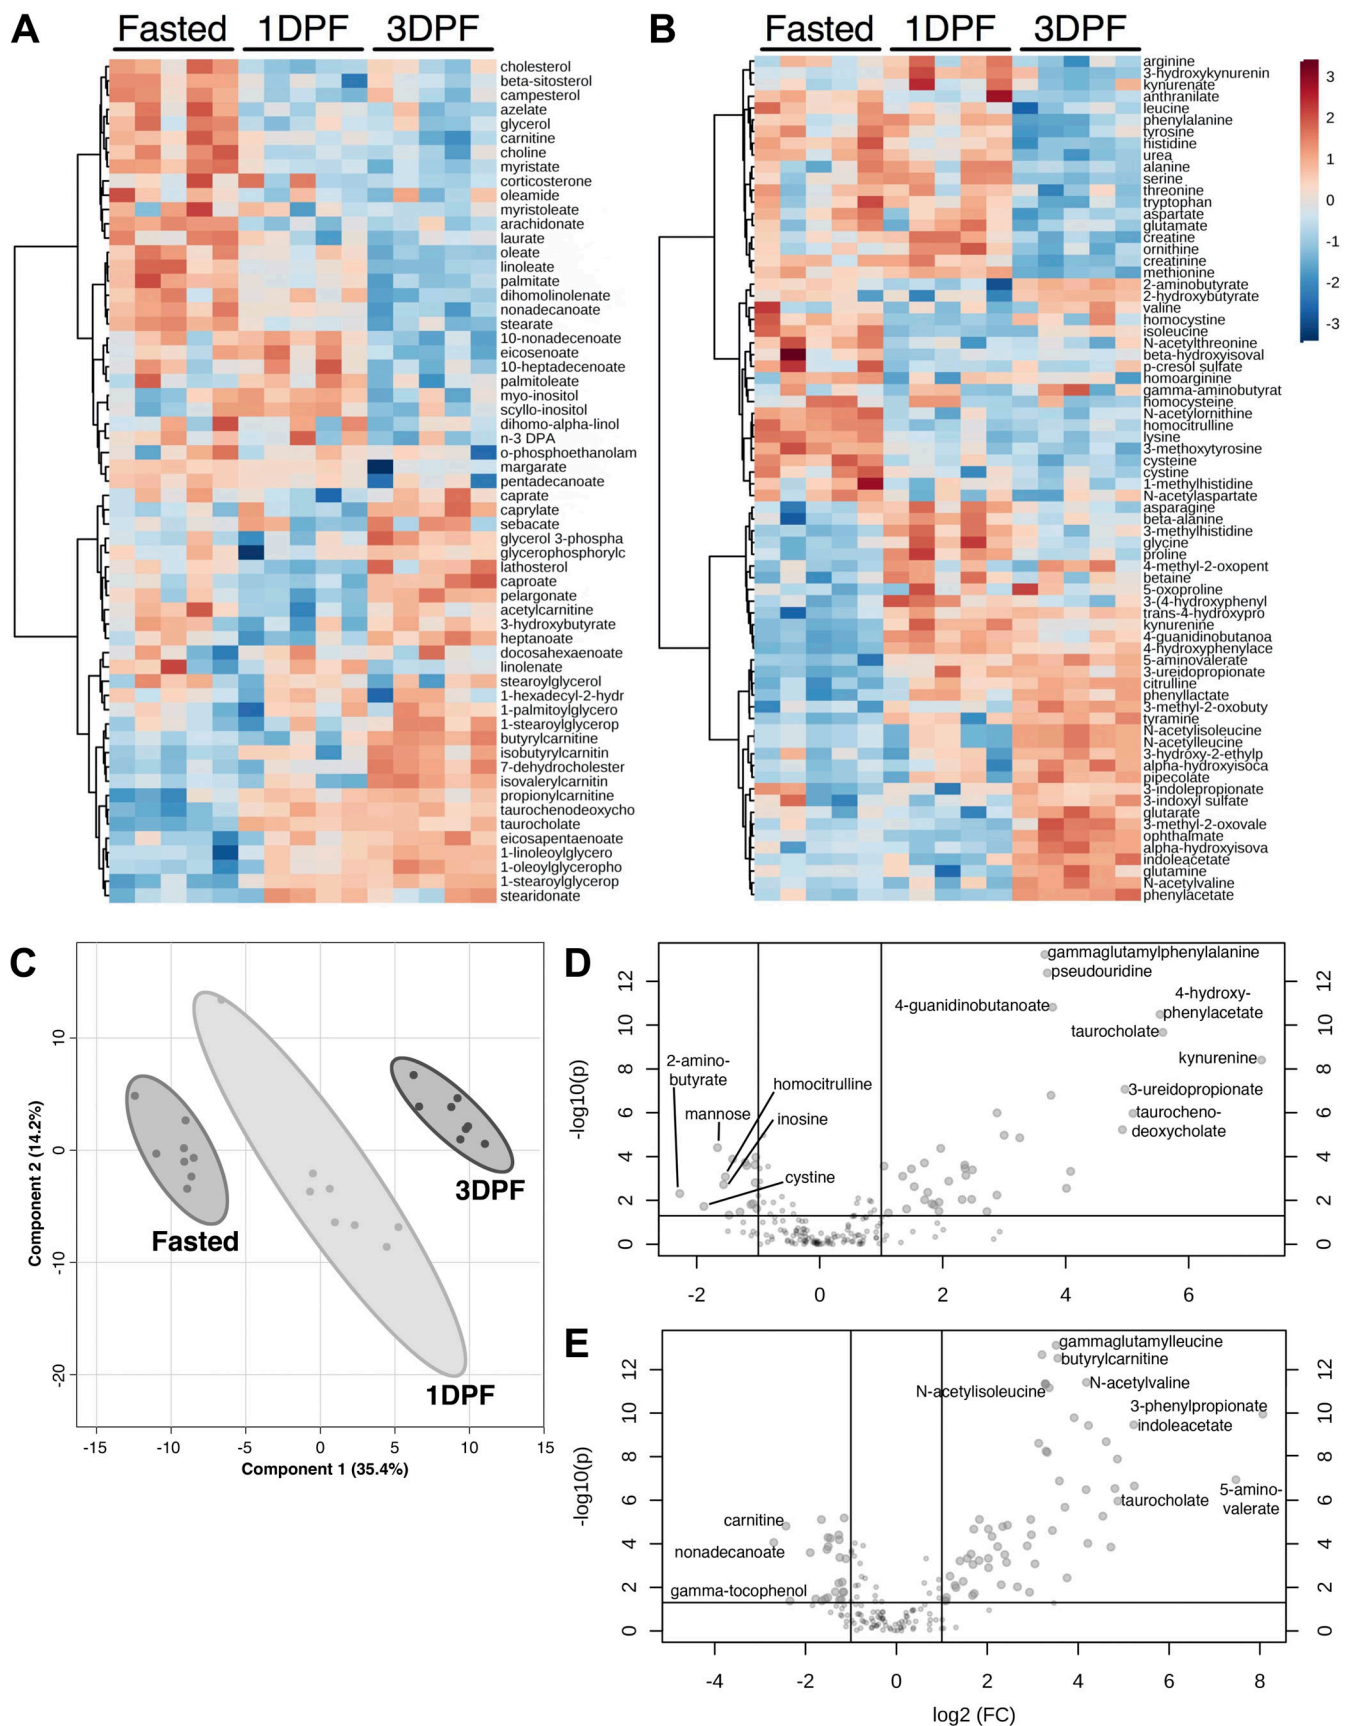 A
Fasted
1DPF
3DPF
cholesterol
beta-sitosterol
campesterol
azelate
glycerol
carnitine
choline
myristate
corticosterone
oleamide
myristoleate
arachidonate
laurate
oleate
linoleate
palmitate
dihomolinolenate
nonadecanoate
stearate
10-nonadecenoate
eicosenoate
10-heptadecenoate
palmitoleate
myo-inositol
scyllo-inositol
dihomo-alpha-linol
n-3 DPA
o-phosphoethanolam
margarate
pentadecanoate
caprate
caprylate
sebacate
glycerol 3-phospha
glycerophosphorylc
lathosterol
caproate
pelargonate
acetylcarnitine
3-hydroxybutyrate
heptanoate
docosahexaenoate
linolenate
stearoylglycerol
1-hexadecyl-2-hydr
1-palmitoylglycero
1-stearoylglycerop
butyrylcarnitine
isobutyrylcarnitin
7-dehydrocholester
isovalerylcarnitin
propionylcarnitine
taurochenodeoxycho
taurocholate
eicosapentaenoate
1-linoleoylglycero
1-oleoylglyceropho
1-stearoylglycerop
stearidonate
B
Fasted
1DPF
3DPF
arginine
3-hydroxykynurenin
kynurenate
anthranilate
leucine
phenylalanine
tyrosine
histidine
urea
alanine
serine
threonine
tryptophan
aspartate
glutamate
creatine
ornithine
creatinine
methionine
2-aminobutyrate
2-hydroxybutyrate
valine
homocystine
isoleucine
N-acetylthreonine
beta-hydroxyisoval
p-cresol sulfate
homoarginine
gamma-aminobutyrat
homocysteine
N-acetylornithine
homocitrulline
lysine
3-methoxytyrosine
cysteine
cystine
1-methylhistidine
N-acetylaspartate
asparagine
beta-alanine
3-methylhistidine
glycine
proline
4-methyl-2-oxopent
betaine
5-oxoproline
3-(4-hydroxyphenyl
trans-4-hydroxypro
kynurenine
4-guanidinobutanoa
4-hydroxyphenylace
5-aminovalerate
3-ureidopropionate
citrulline
phenyllactate
3-methyl-2-oxobuty
tyramine
N-acetylisoleucine
N-acetylleucine
3-hydroxy-2-ethylp
alpha-hydroxyisoca
pipecolate
3-indolepropionate
3-indoxyl sulfate
glutarate
3-methyl-2-oxovale
ophthalmate
alpha-hydroxyisova
indoleacetate
glutamine
N-acetylvaline
phenylacetate
3
2
1
0
-1
-2
-3
C
10
0
-10
-20
Component 2 (14.2%)
Fasted
3DPF
1DPF
-15
-10
-5
0
5
10
15
Component 1 (35.4%)
D
12
10
8
6
4
2
0
-log10(p)
gammaglutamylphenylalanine
pseudouridine
4-guanidinobutanoate
4-hydroxy-
phenylacetate
taurocholate
kynurenine
3-ureidopropionate
taurocheno-
deoxycholate
2-amino-
butyrate
homocitrulline
mannose
inosine
cystine
12
10
8
6
4
2
0
-2
0
2
4
6
E
12
10
8
6
4
2
0
-log10(p)
gammaglutamylleucine
butyrylcarnitine
N-acetylisoleucine
N-acetylvaline
3-phenylpropionate
indoleacetate
5-amino-
valerate
taurocholate
carnitine
nonadecanoate
gamma-tocophenol
12
10
8
6
4
2
0
-4
-2
0
2
4
6
8
log2 (FC)